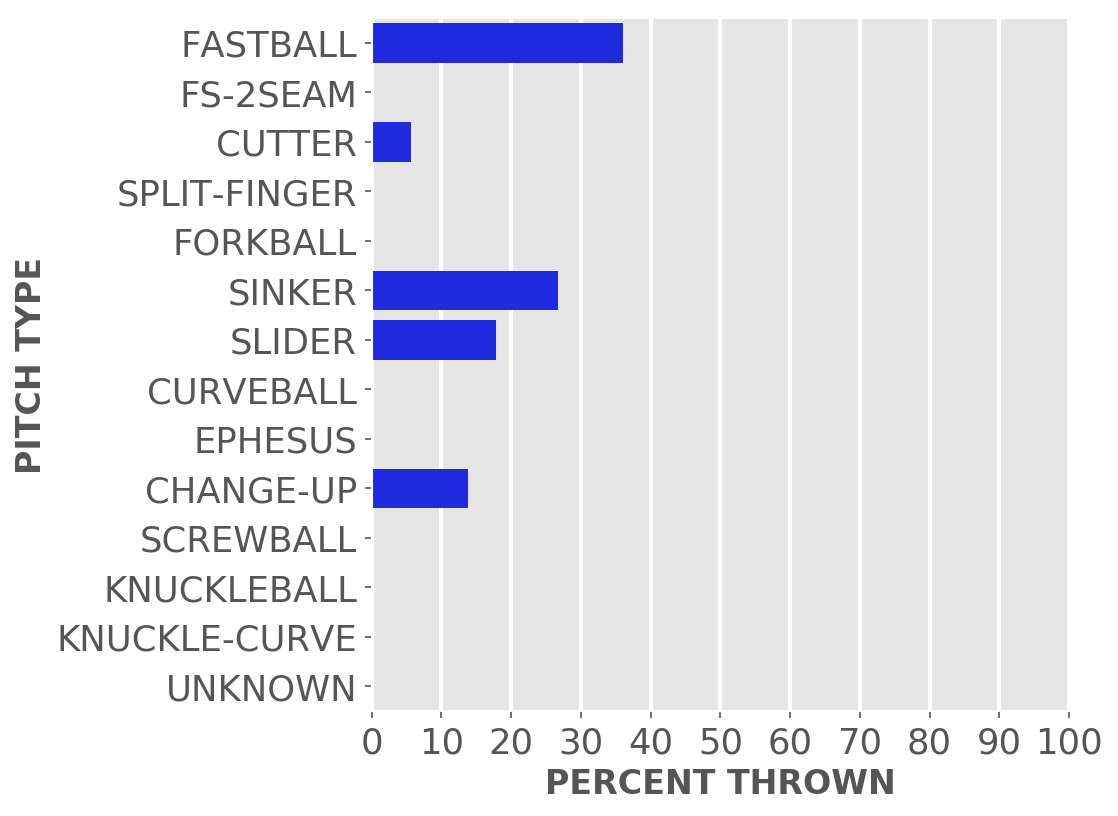 FASTBALL
FS-2SEAM
CUTTER
SPLIT-FINGER
FORKBALL
SINKER
SLIDER
CURVEBALL
EPHESUS
CHANGE-UP
SCREWBALL
KNUCKLEBALL
KNUCKLE-CURVE
UNKNOWN
PITCH TYPE
0 10 20 30 40 50 60 70 80 90 100
PERCENT THROWN